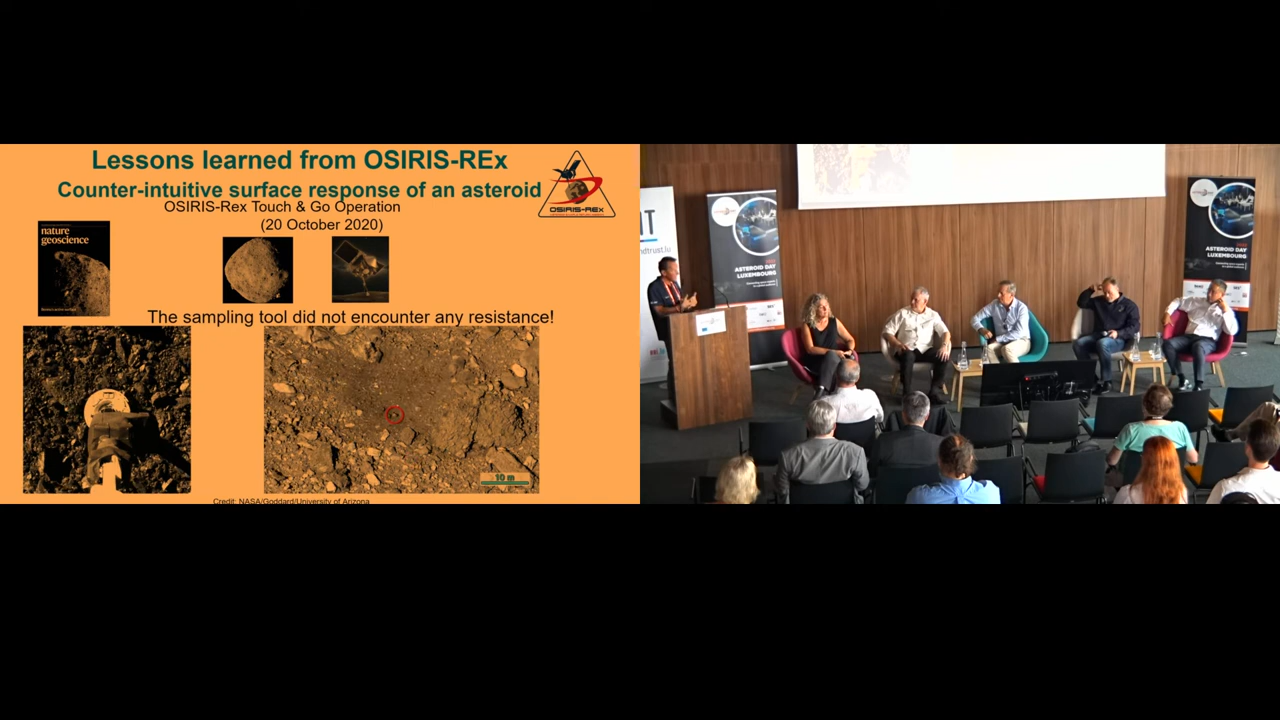 Lessons learned from OSIRIS-REx
Counter-intuitive surface response of an asteroid
OSIRIS-Rex Touch & Go Operation
(20 October 2020)
OSIRIS-REx
nature
geoscience
The sampling tool did not encounter any resistance!
10 m
Credit: NASA/Goddard/University of Arizona
ndtrust.lu
ASTEROID DAY
LUXEMBOURG
ASTEROID DAY
LUXEMBOURG